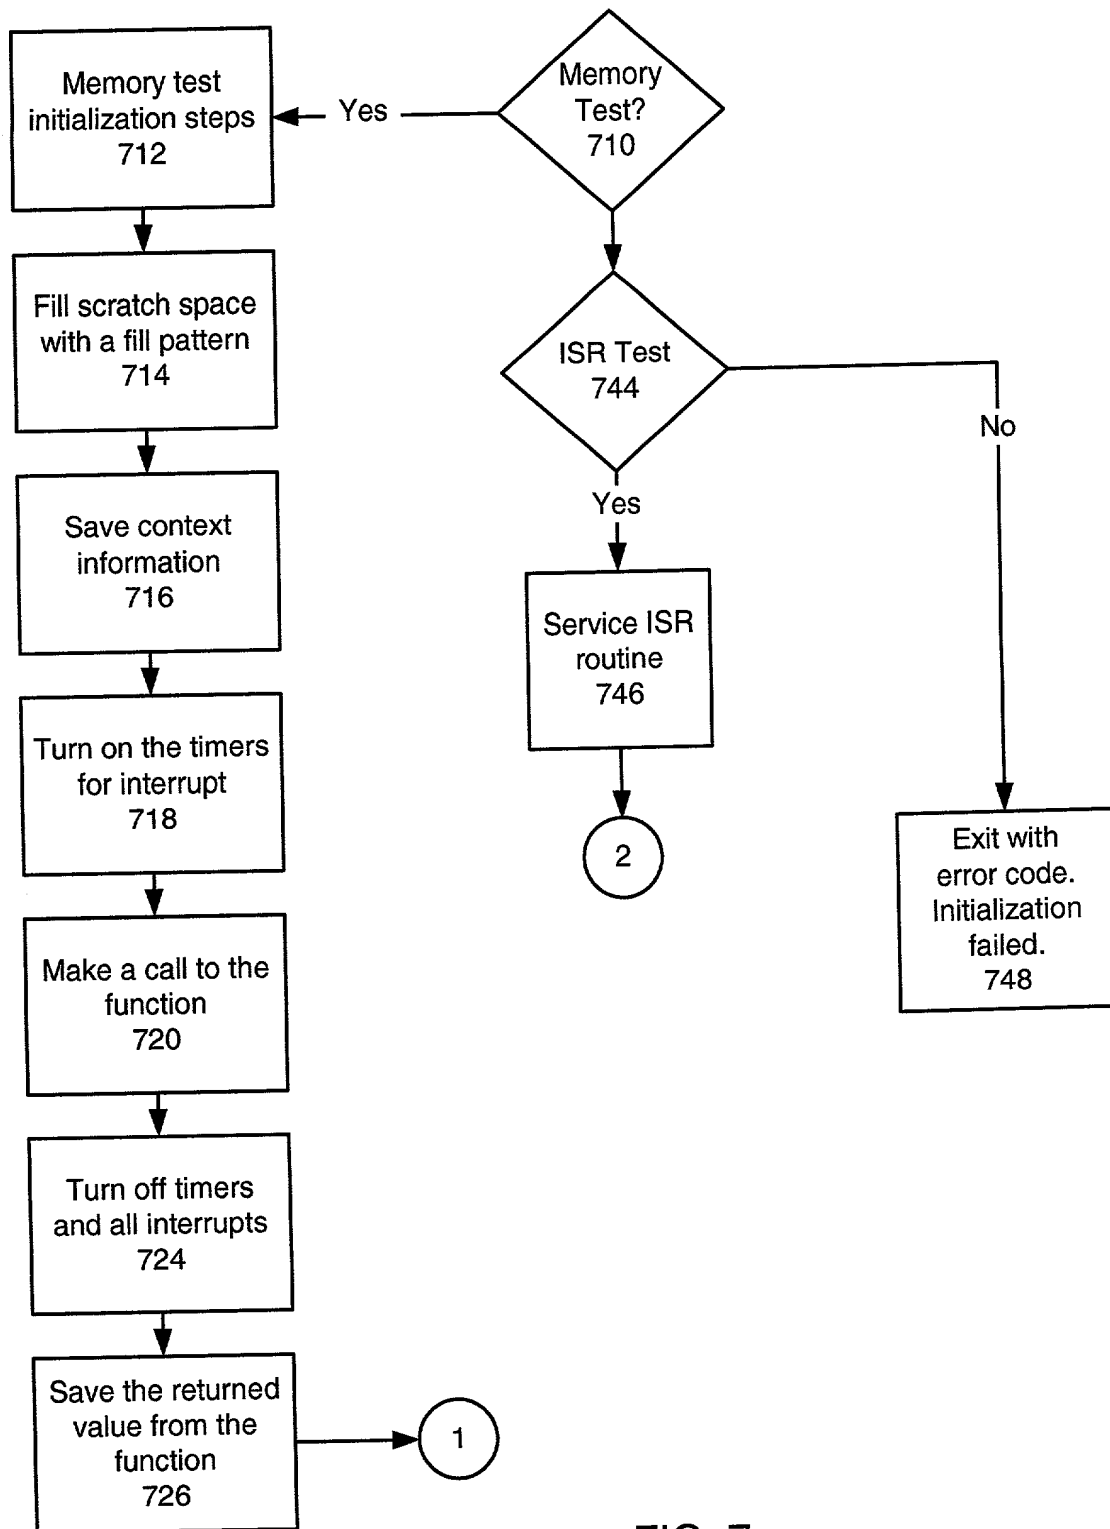 Memory
Test?
710
Yes
Memory test
initialization steps
712
Fill scratch space
with a fill pattern
714
Save context
information
716
Turn on the timers
for interrupt
718
Make a call to the
function
720
Turn off timers
and all interrupts
724
Save the returned
value from the
function
726
1
ISR Test
744
Yes
Service ISR
routine
746
2
No
Exit with
error code.
Initialization
failed.
748